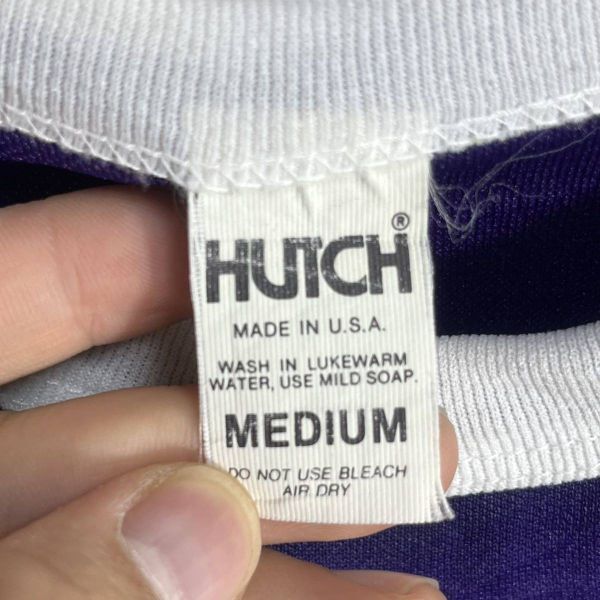 HUTCH®
MADE IN U.S.A.
WASH IN LUKEWARM
WATER, USE MILD SOAP.
MEDIUM
DO NOT USE BLEACH
AIR DRY